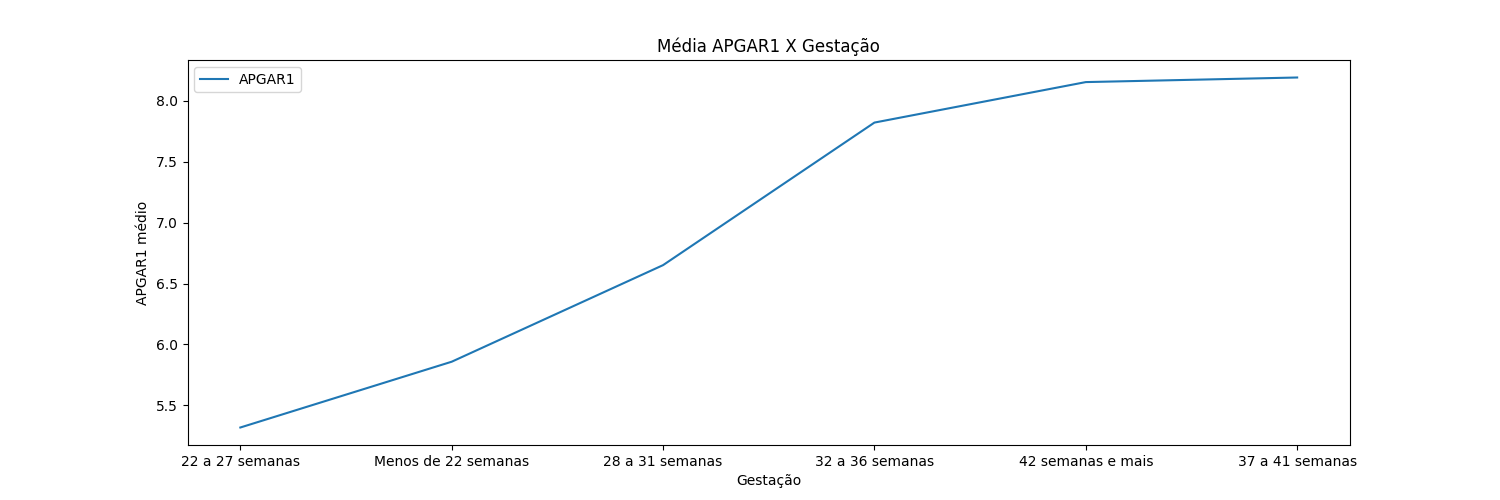 Média APGAR1 X Gestação
APGAR1
8.0
7.5
7.0
6.5
6.0
5.5
APGAR1 médio
22 a 27 semanas
Menos de 22 semanas
28 a 31 semanas
32 a 36 semanas
42 semanas e mais
37 a 41 semanas
Gestação